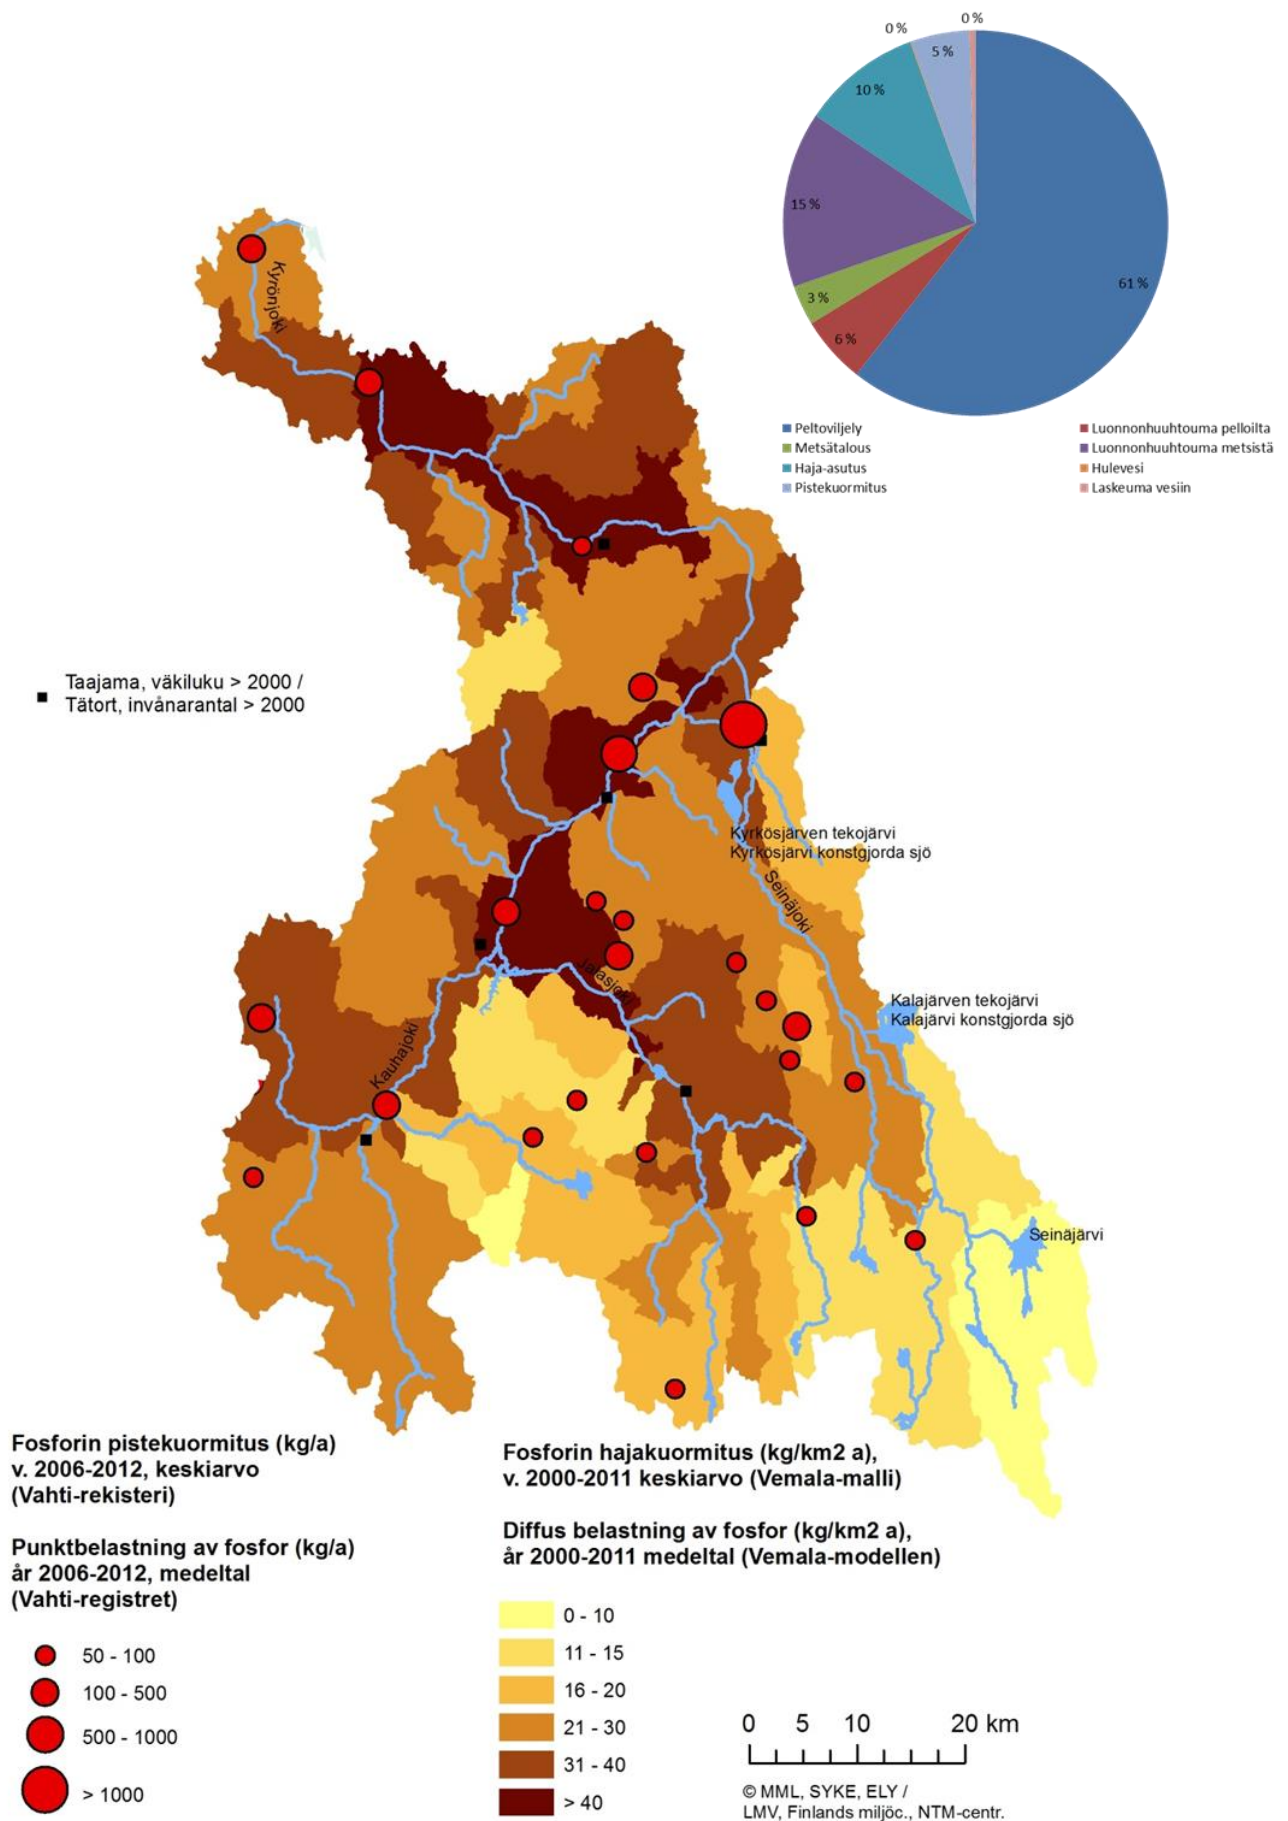 0 %
0 %
5 %
10 %
15 %
61 %
3 %
6 %
Peltoviljely
Luonnonhuuhtouma pelloilta
Metsätalous
Luonnonhuuhtouma metsistä
Haja-asutus
Hulevesi
Pistekuormitus
Laskeuma vesiin
Kyrönjoki
Taajama, väkiluku > 2000 /
Tätort, invånarantal > 2000
Kyrkösjärven tekojärvi
Kyrkösjärvi konstgjorda sjö
Seinäjoki
Jalasjoki
Kalajärven tekojärvi
Kalajärvi konstgjorda sjö
Kauhajoki
Seinäjärvi
Fosforin pistekuormitus (kg/a)
v. 2006-2012, keskiarvo
(Vahti-rekisteri)
Punktbelastning av fosfor (kg/a)
år 2006-2012, medeltal
(Vahti-registret)
50 - 100
100 - 500
500 - 1000
> 1000
Fosforin hajakuormitus (kg/km2 a),
v. 2000-2011 keskiarvo (Vemala-malli)
Diffus belastning av fosfor (kg/km2 a),
år 2000-2011 medeltal (Vemala-modellen)
0 - 10
11 - 15
16 - 20
21 - 30
31 - 40
> 40
0 5 10 20 km
© MML, SYKE, ELY /
LMV, Finlands miljöc., NTM-centr.